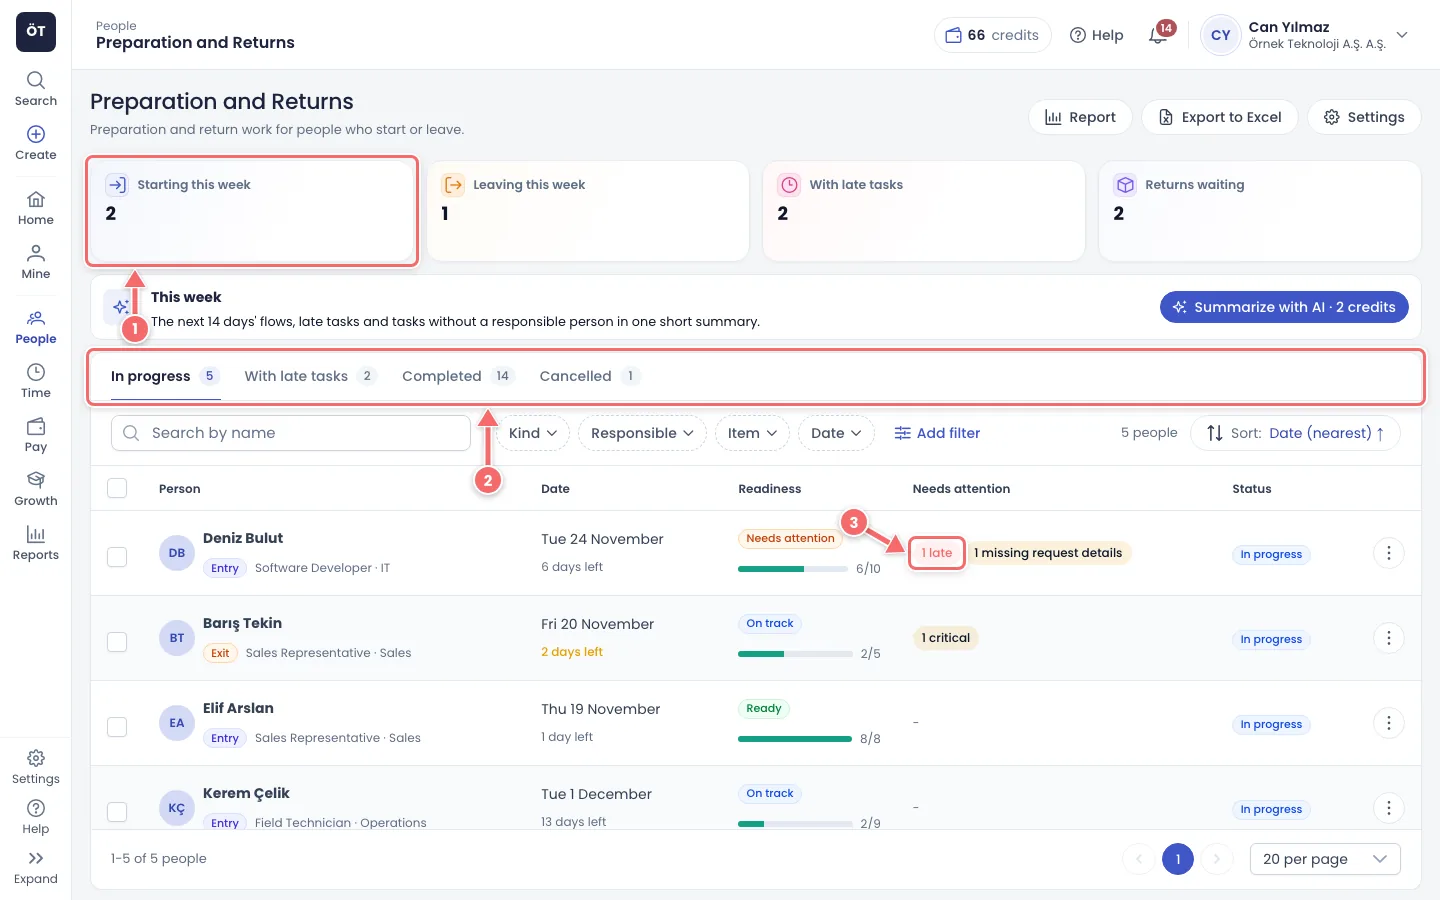 ÖT
Search
Create
Home
Mine
People
Time
Pay
Growth
Reports
Settings
Help
Expand
People
Preparation and Returns
66 credits
Help
14
CY
Can Yılmaz
Örnek Teknoloji A.Ş. A.Ş.
Preparation and Returns
Preparation and return work for people who start or leave.
Report
Export to Excel
Settings
Starting this week
2
Leaving this week
1
With late tasks
2
Returns waiting
2
1
This week
The next 14 days' flows, late tasks and tasks without a responsible person in one short summary.
Summarize with AI · 2 credits
In progress 5
With late tasks 2
Completed 14
Cancelled 1
Search by name
Kind
Responsible
Item
Date
Add filter
5 people
Sort: Date (nearest) ↑
2
Person
Date
Readiness
Needs attention
Status
3
DB
Deniz Bulut
Entry Software Developer · IT
Tue 24 November
6 days left
Needs attention
6/10
1 late
1 missing request details
In progress
BT
Barış Tekin
Exit Sales Representative · Sales
Fri 20 November
2 days left
On track
2/5
1 critical
In progress
EA
Elif Arslan
Entry Sales Representative · Sales
Thu 19 November
1 day left
Ready
8/8
-
In progress
KÇ
Kerem Çelik
Entry Field Technician · Operations
Tue 1 December
13 days left
On track
2/9
-
In progress
1-5 of 5 people
1
20 per page